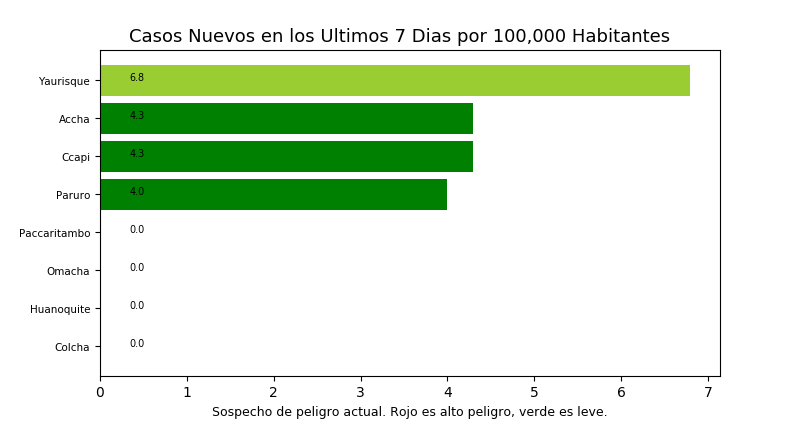 Casos Nuevos en los Ultimos 7 Dias por 100,000 Habitantes
Yaurisque 6.8
Accha 4.3
Ccapi 4.3
Paruro 4.0
Paccaritambo 0.0
Omacha 0.0
Huanoquite 0.0
Colcha 0.0
0 1 2 3 4 5 6 7
Sospecho de peligro actual. Rojo es alto peligro, verde es leve.